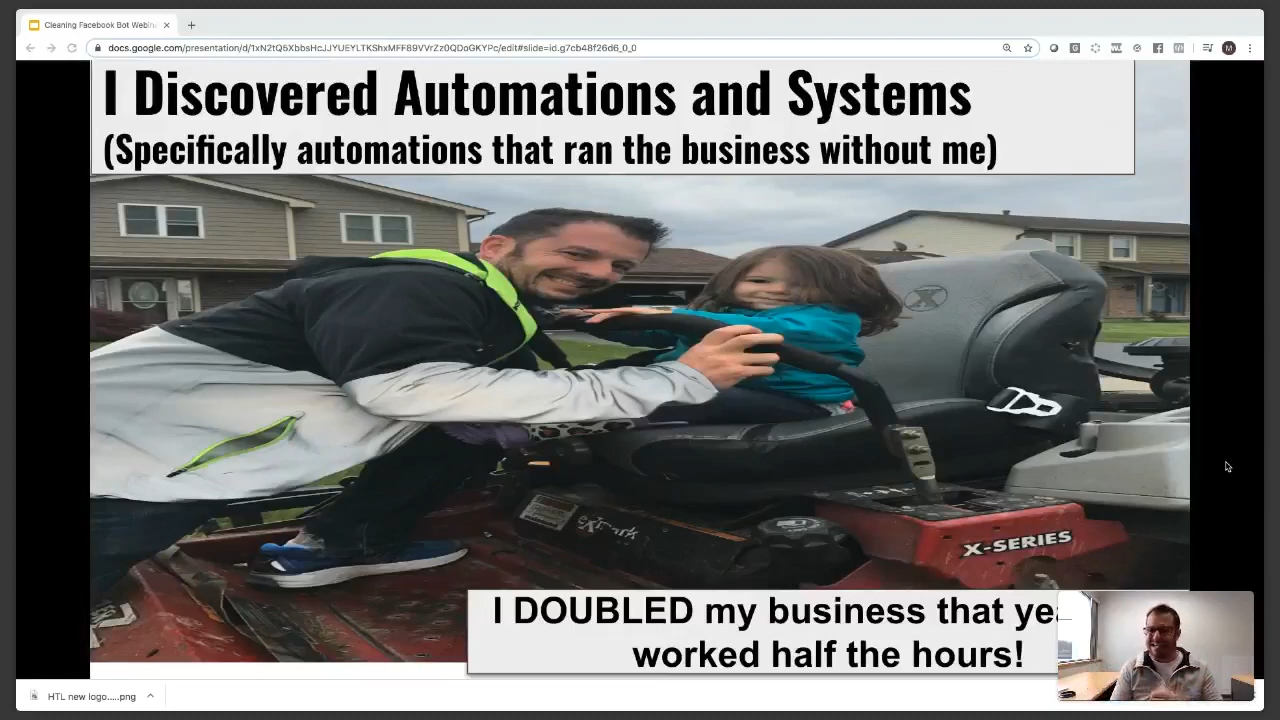 Cleaning Facebook Bot Webin
docs.google.com/presentation/d/1xN2tQ5XbbsHcJJYUEYLTKShxMFF89VVrZz0QDoGKYPc/edit#slide=id.g7cb48f26d6_0_0
M
I Discovered Automations and Systems
(Specifically automations that ran the business without me)
X
eXmark
X-SERIES
I DOUBLED my business that yea
worked half the hours!
HTL new logo.....png